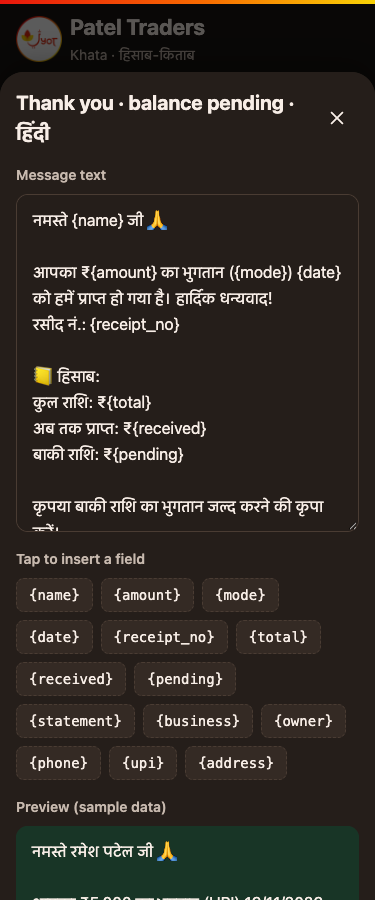 Jyot
Patel Traders
Khata · हिसाब-किताब
Thank you · balance pending ·
हिंदी
Message text
नमस्ते {name} जी 🙏
आपका ₹{amount} का भुगतान ({mode}) {date}
को हमें प्राप्त हो गया है। हार्दिक धन्यवाद!
रसीद नं.: {receipt_no}
📒 हिसाब:
कुल राशि: ₹{total}
अब तक प्राप्त: ₹{received}
बाकी राशि: ₹{pending}
कृपया बाकी राशि का भुगतान जल्द करने की कृपा
करें।
Tap to insert a field
{name} {amount} {mode}
{date} {receipt_no} {total}
{received} {pending}
{statement} {business} {owner}
{phone} {upi} {address}
Preview (sample data)
नमस्ते रमेश पटेल जी 🙏